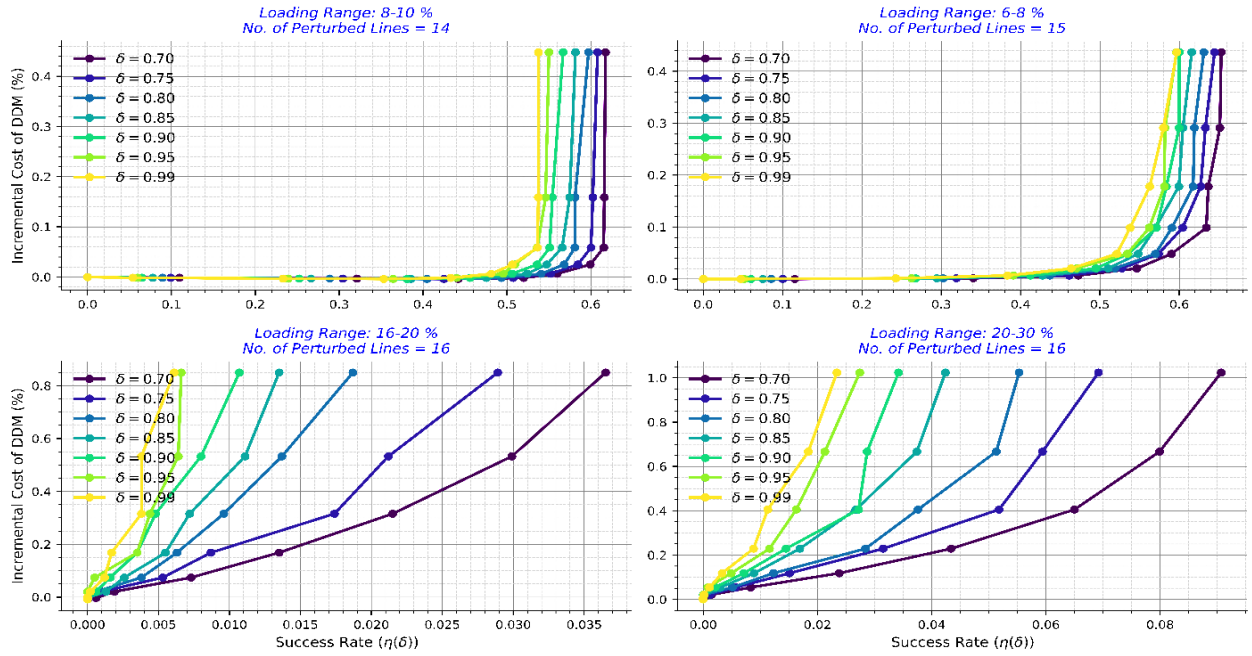 Loading Range: 8-10 %
No. of Perturbed Lines = 14
Incremental Cost of DDM (%)
0.4
0.3
0.2
0.1
0.0
δ = 0.70
δ = 0.75
δ = 0.80
δ = 0.85
δ = 0.90
δ = 0.95
δ = 0.99
0.0 0.1 0.2 0.3 0.4 0.5 0.6
Loading Range: 6-8 %
No. of Perturbed Lines = 15
0.4
0.3
0.2
0.1
0.0
δ = 0.70
δ = 0.75
δ = 0.80
δ = 0.85
δ = 0.90
δ = 0.95
δ = 0.99
0.0 0.1 0.2 0.3 0.4 0.5 0.6
Loading Range: 16-20 %
No. of Perturbed Lines = 16
Incremental Cost of DDM (%)
0.8
0.6
0.4
0.2
0.0
δ = 0.70
δ = 0.75
δ = 0.80
δ = 0.85
δ = 0.90
δ = 0.95
δ = 0.99
0.000 0.005 0.010 0.015 0.020 0.025 0.030 0.035
Success Rate (η(δ))
Loading Range: 20-30 %
No. of Perturbed Lines = 16
1.0
0.8
0.6
0.4
0.2
0.0
δ = 0.70
δ = 0.75
δ = 0.80
δ = 0.85
δ = 0.90
δ = 0.95
δ = 0.99
0.00 0.02 0.04 0.06 0.08
Success Rate (η(δ))